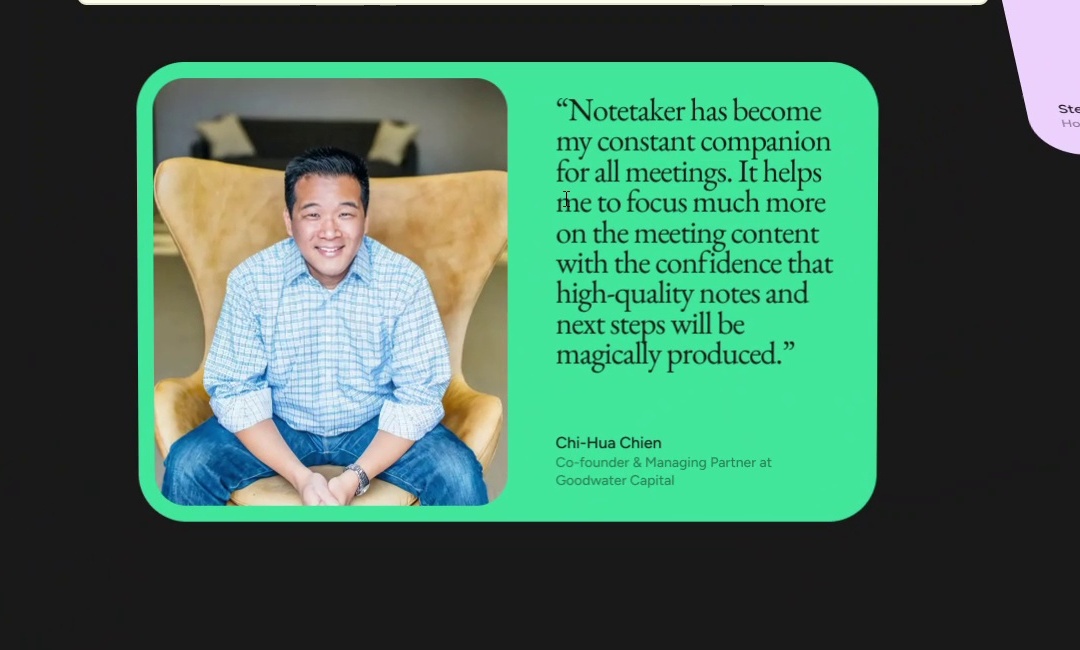 “Notetaker has become
my constant companion
for all meetings. It helps
me to focus much more
on the meeting content
with the confidence that
high-quality notes and
next steps will be
magically produced.”
Chi-Hua Chien
Co-founder & Managing Partner at
Goodwater Capital